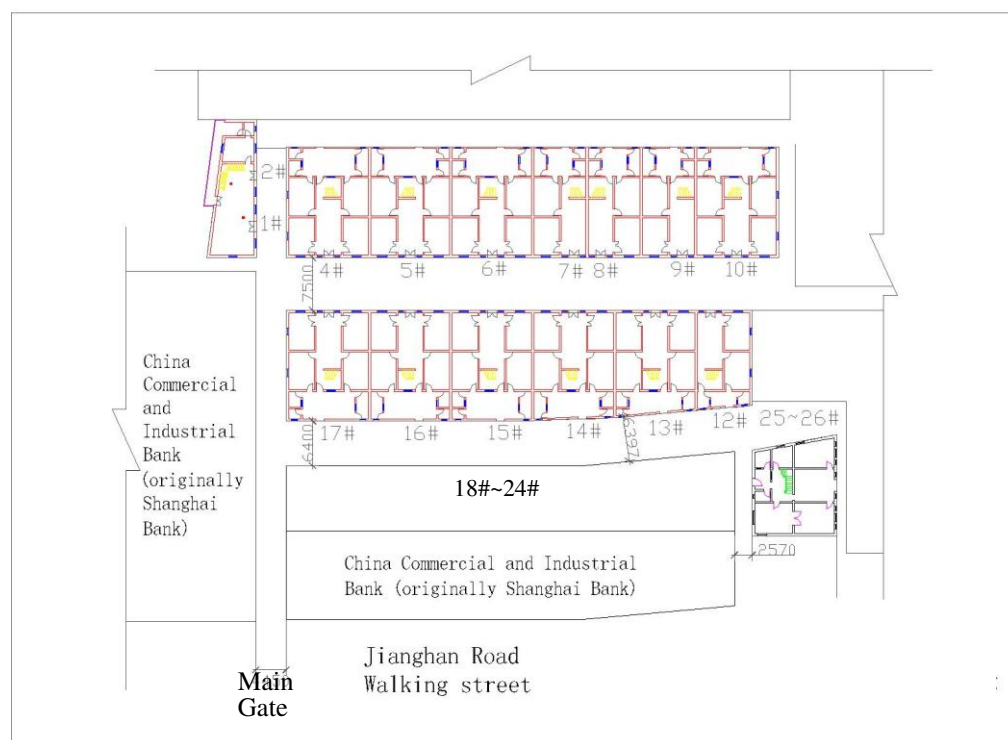 2#
1#
4#
5#
6#
7#
8#
9#
10#
7500
China
Commercial
and
Industrial
Bank
(originally
Shanghai
Bank)
17#
16#
15#
14#
13#
12#
25~26#
6400
6397
18#~24#
2570
China Commercial and Industrial
Bank (originally Shanghai Bank)
Jianghan Road
Walking street
Main
Gate